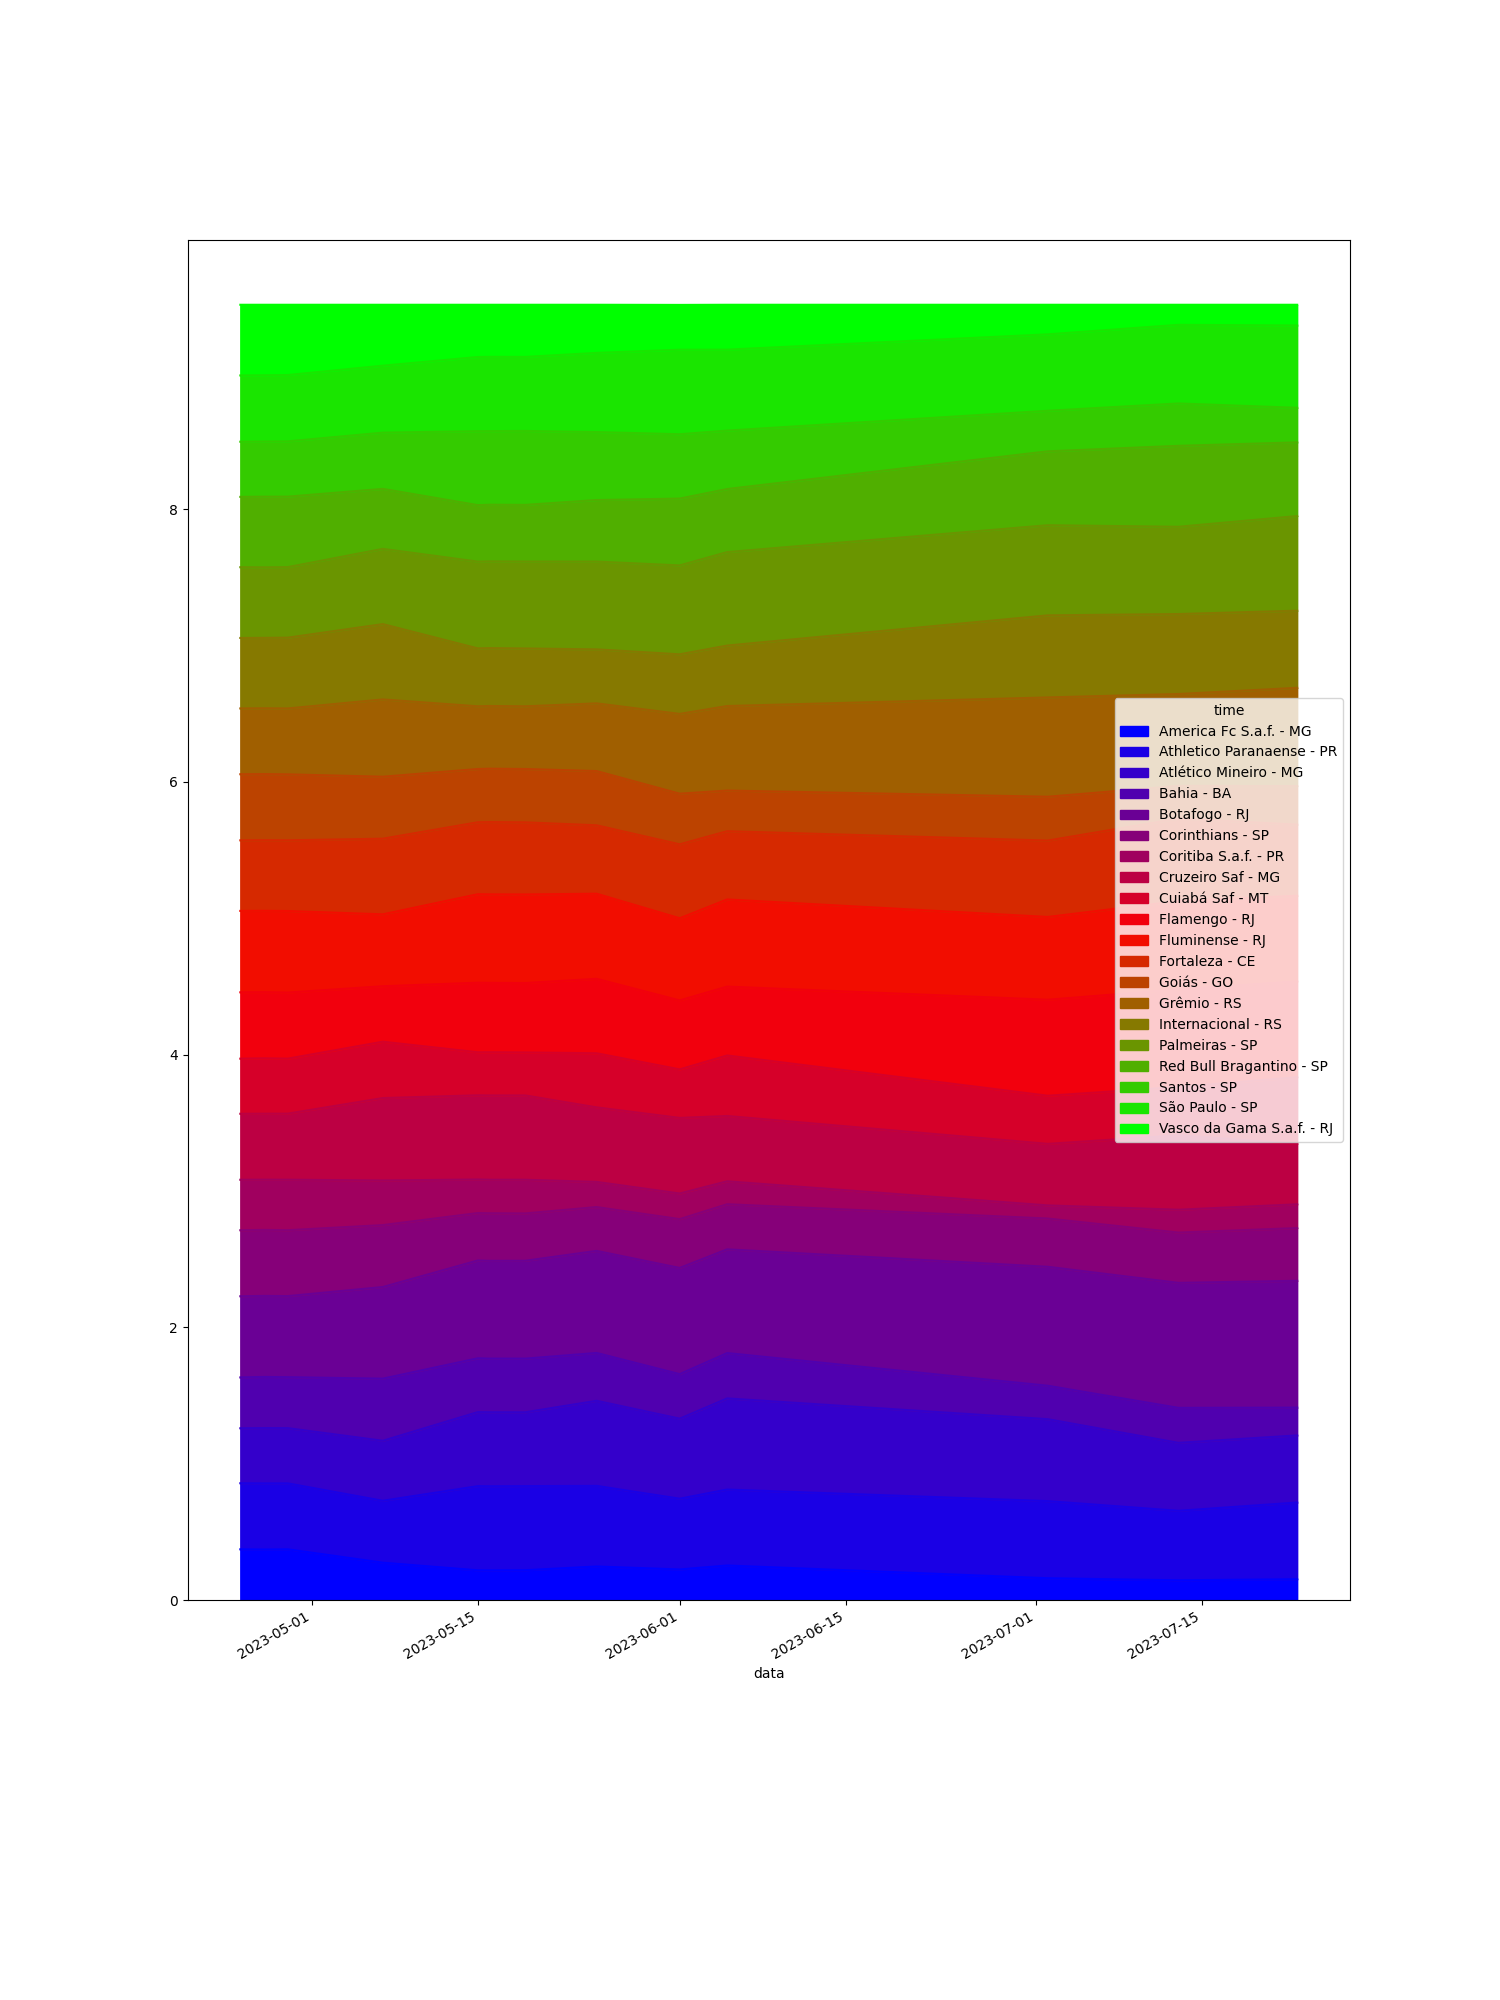 8
6
4
2
0
time
America Fc S.a.f. - MG
Athletico Paranaense - PR
Atlético Mineiro - MG
Bahia - BA
Botafogo - RJ
Corinthians - SP
Coritiba S.a.f. - PR
Cruzeiro Saf - MG
Cuiabá Saf - MT
Flamengo - RJ
Fluminense - RJ
Fortaleza - CE
Goiás - GO
Grêmio - RS
Internacional - RS
Palmeiras - SP
Red Bull Bragantino - SP
Santos - SP
São Paulo - SP
Vasco da Gama S.a.f. - RJ
2023-05-01
2023-05-15
2023-06-01
2023-06-15
2023-07-01
2023-07-15
data